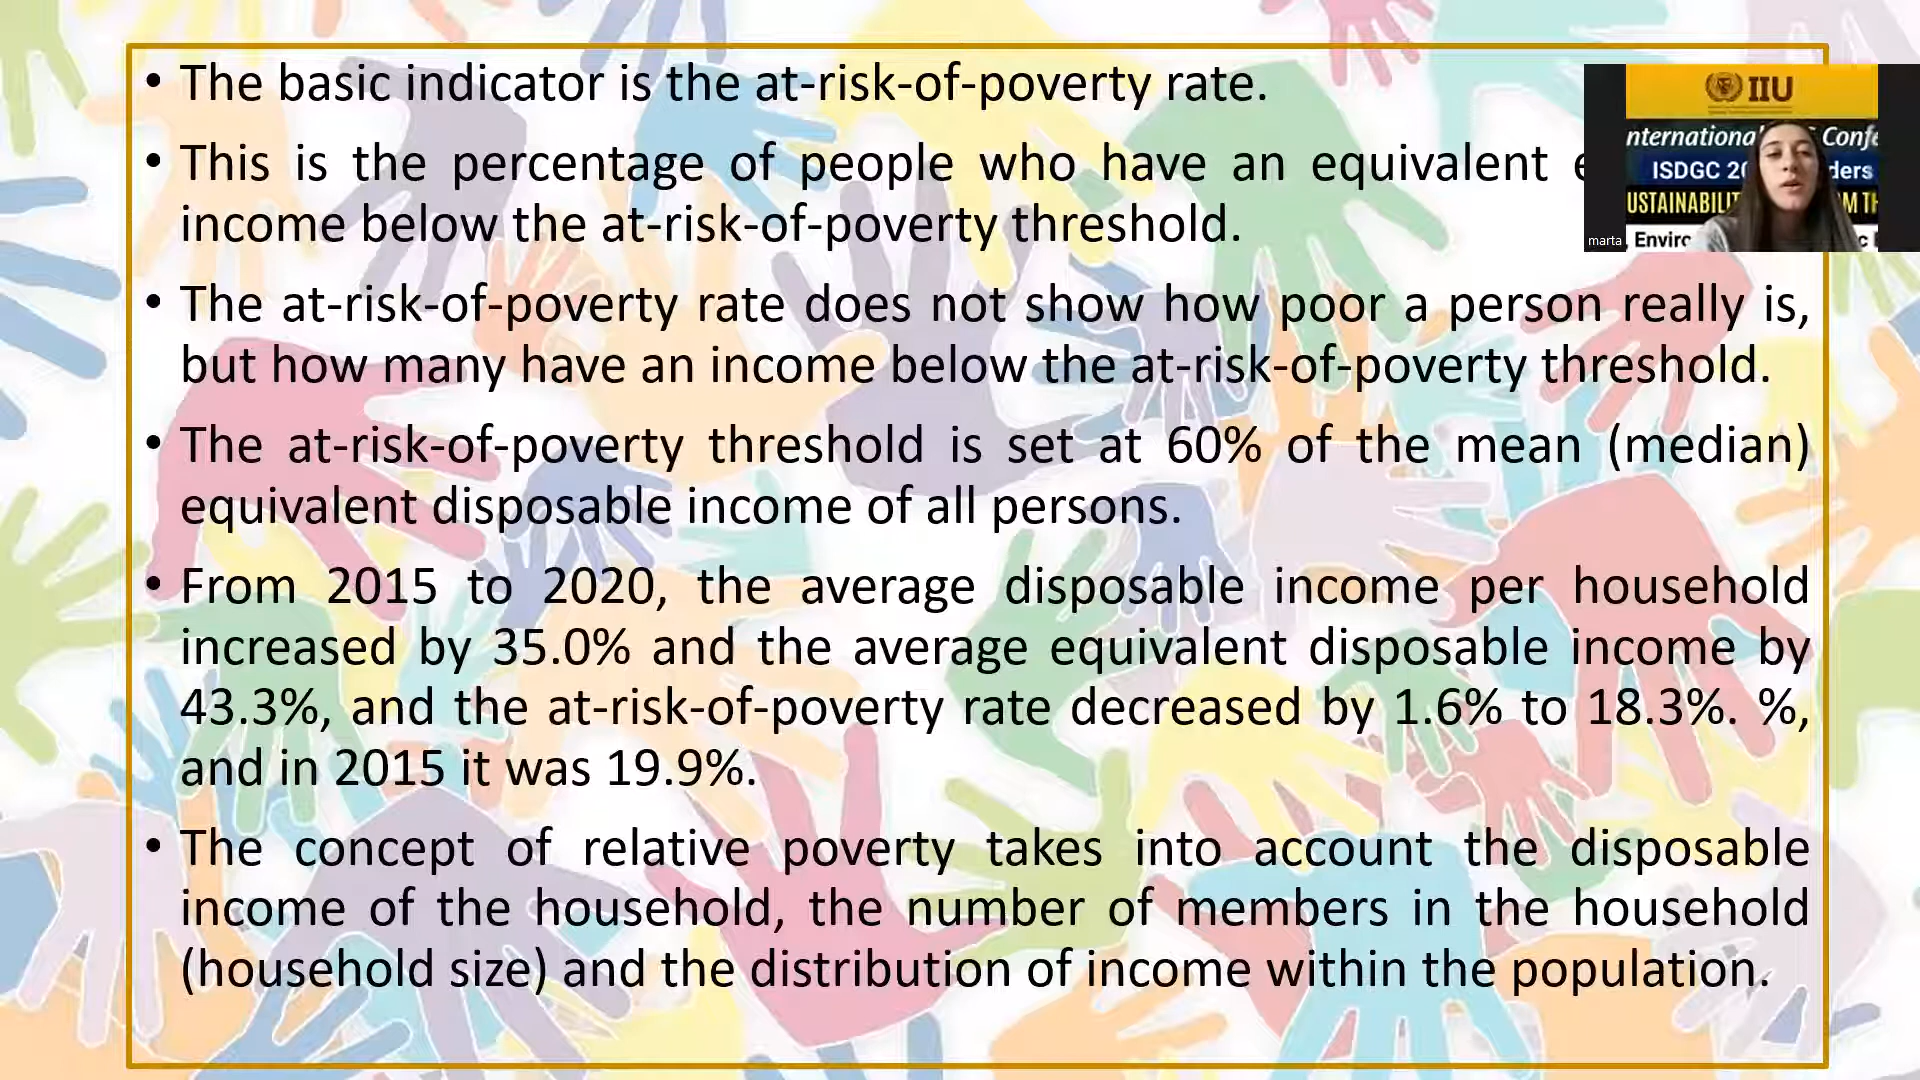 • The basic indicator is the at-risk-of-poverty rate.
• This is the percentage of people who have an equivalent
income below the at-risk-of-poverty threshold.
• The at-risk-of-poverty rate does not show how poor a person really is,
but how many have an income below the at-risk-of-poverty threshold.
• The at-risk-of-poverty threshold is set at 60% of the mean (median)
equivalent disposable income of all persons.
• From 2015 to 2020, the average disposable income per household
increased by 35.0% and the average equivalent disposable income by
43.3%, and the at-risk-of-poverty rate decreased by 1.6% to 18.3%. %,
and in 2015 it was 19.9%.
• The concept of relative poverty takes into account the disposable
income of the household, the number of members in the household
(household size) and the distribution of income within the population.
IIU
nternational Confe
ISDGC 20 ders
USTAINABILIT M TH
marta
, Enviro c